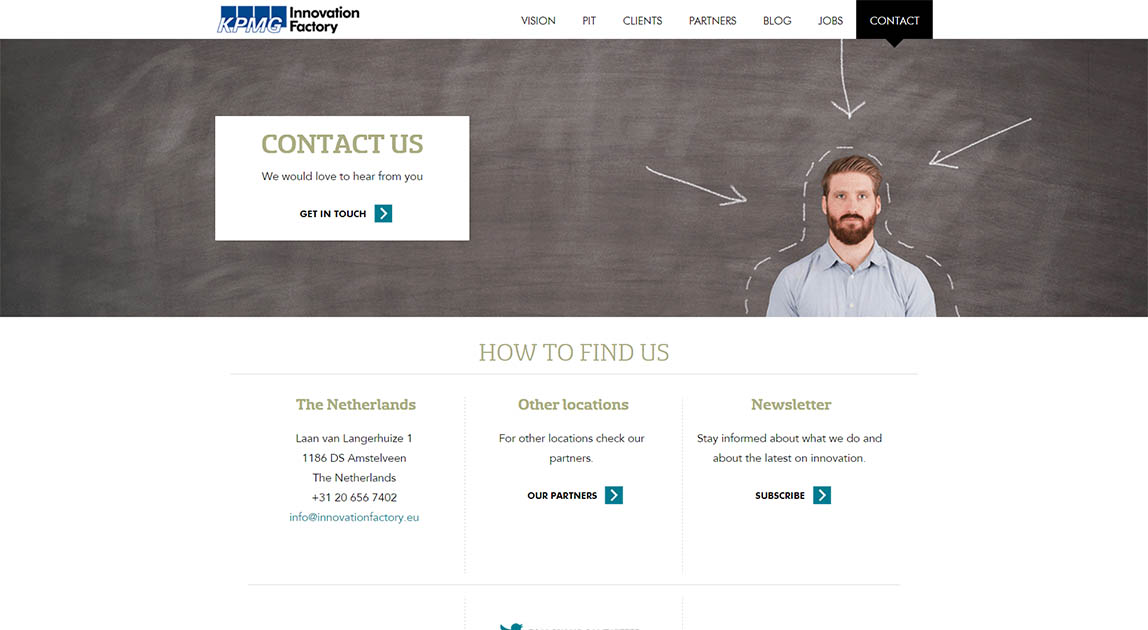 KPMG Innovation
Factory
VISION PIT CLIENTS PARTNERS BLOG JOBS CONTACT
CONTACT US
We would love to hear from you
GET IN TOUCH
HOW TO FIND US
The Netherlands
Laan van Langerhuize 1
1186 DS Amstelveen
The Netherlands
+31 20 656 7402
info@innovationfactory.eu
Other locations
For other locations check our
partners.
OUR PARTNERS
Newsletter
Stay informed about what we do and
about the latest on innovation.
SUBSCRIBE